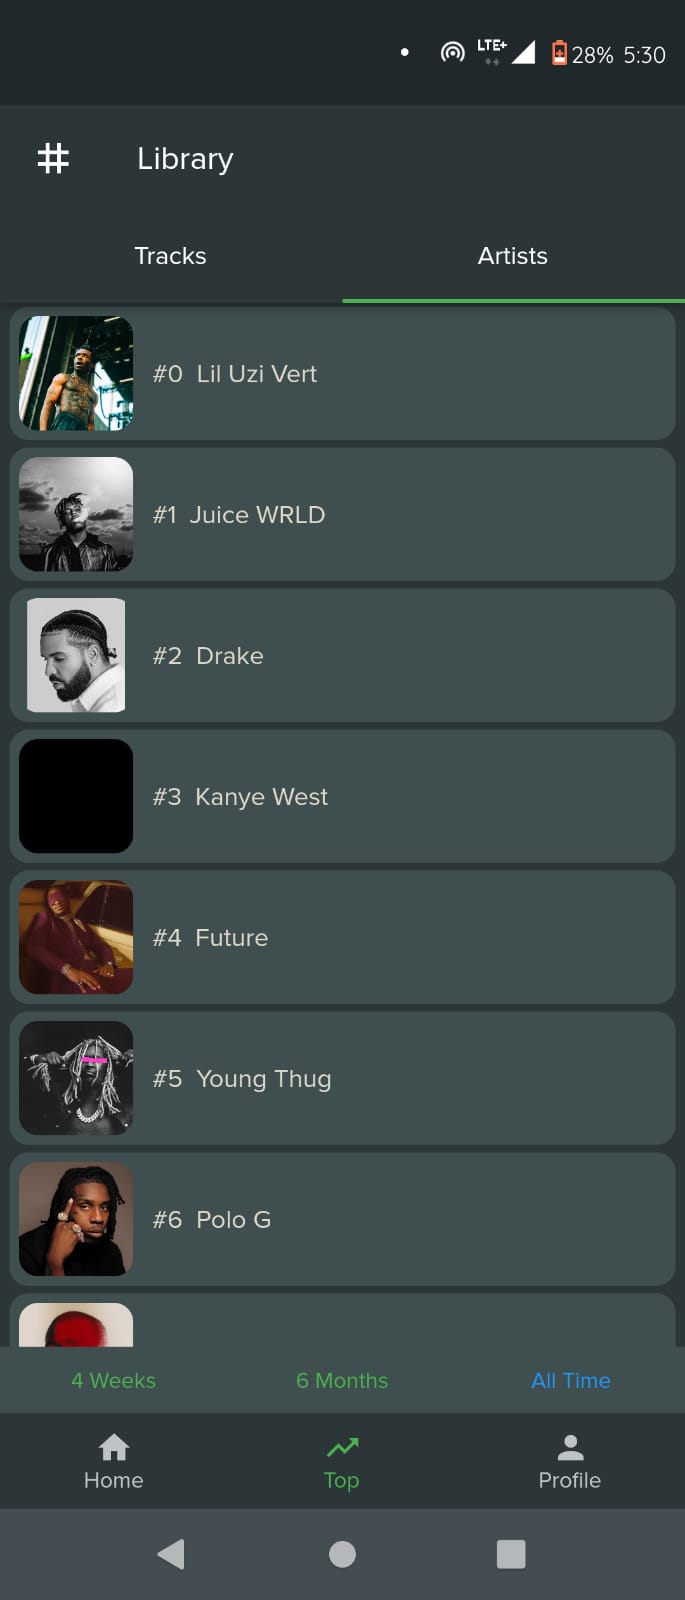 LTE+ 28% 5:30
# Library
Tracks Artists
#0 Lil Uzi Vert
#1 Juice WRLD
#2 Drake
#3 Kanye West
#4 Future
#5 Young Thug
#6 Polo G
4 Weeks 6 Months All Time
Home Top Profile